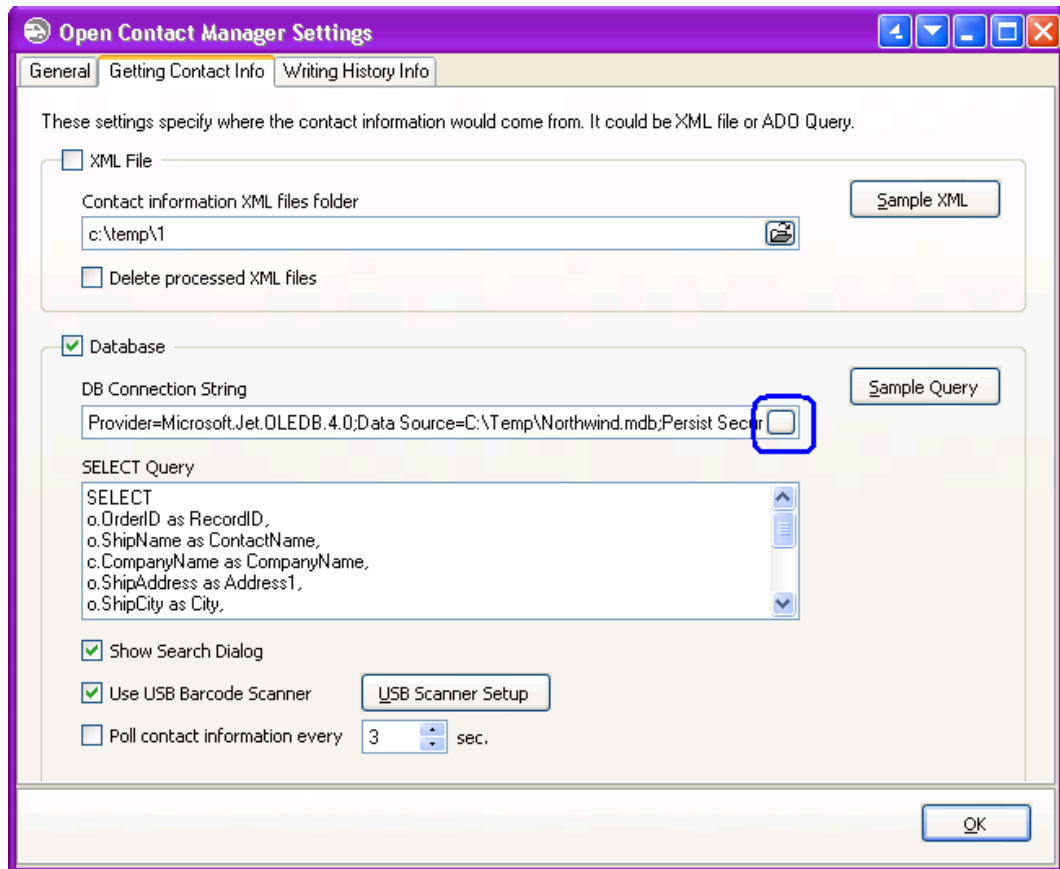 Open Contact Manager Settings
General Getting Contact Info Writing History Info
These settings specify where the contact information would come from. It could be XML file or ADO Query.
XML File
Contact information XML files folder
Sample XML
c:\temp\1
Delete processed XML files
Database
DB Connection String
Sample Query
Provider=Microsoft.Jet.OLEDB.4.0;Data Source=C:\Temp\Northwind.mdb;Persist Secur
SELECT Query
SELECT
o.OrderID as RecordID,
o.ShipName as ContactName,
c.CompanyName as CompanyName,
o.ShipAddress as Address1,
o.ShipCity as City,
Show Search Dialog
Use USB Barcode Scanner USB Scanner Setup
Poll contact information every 3 sec.
OK